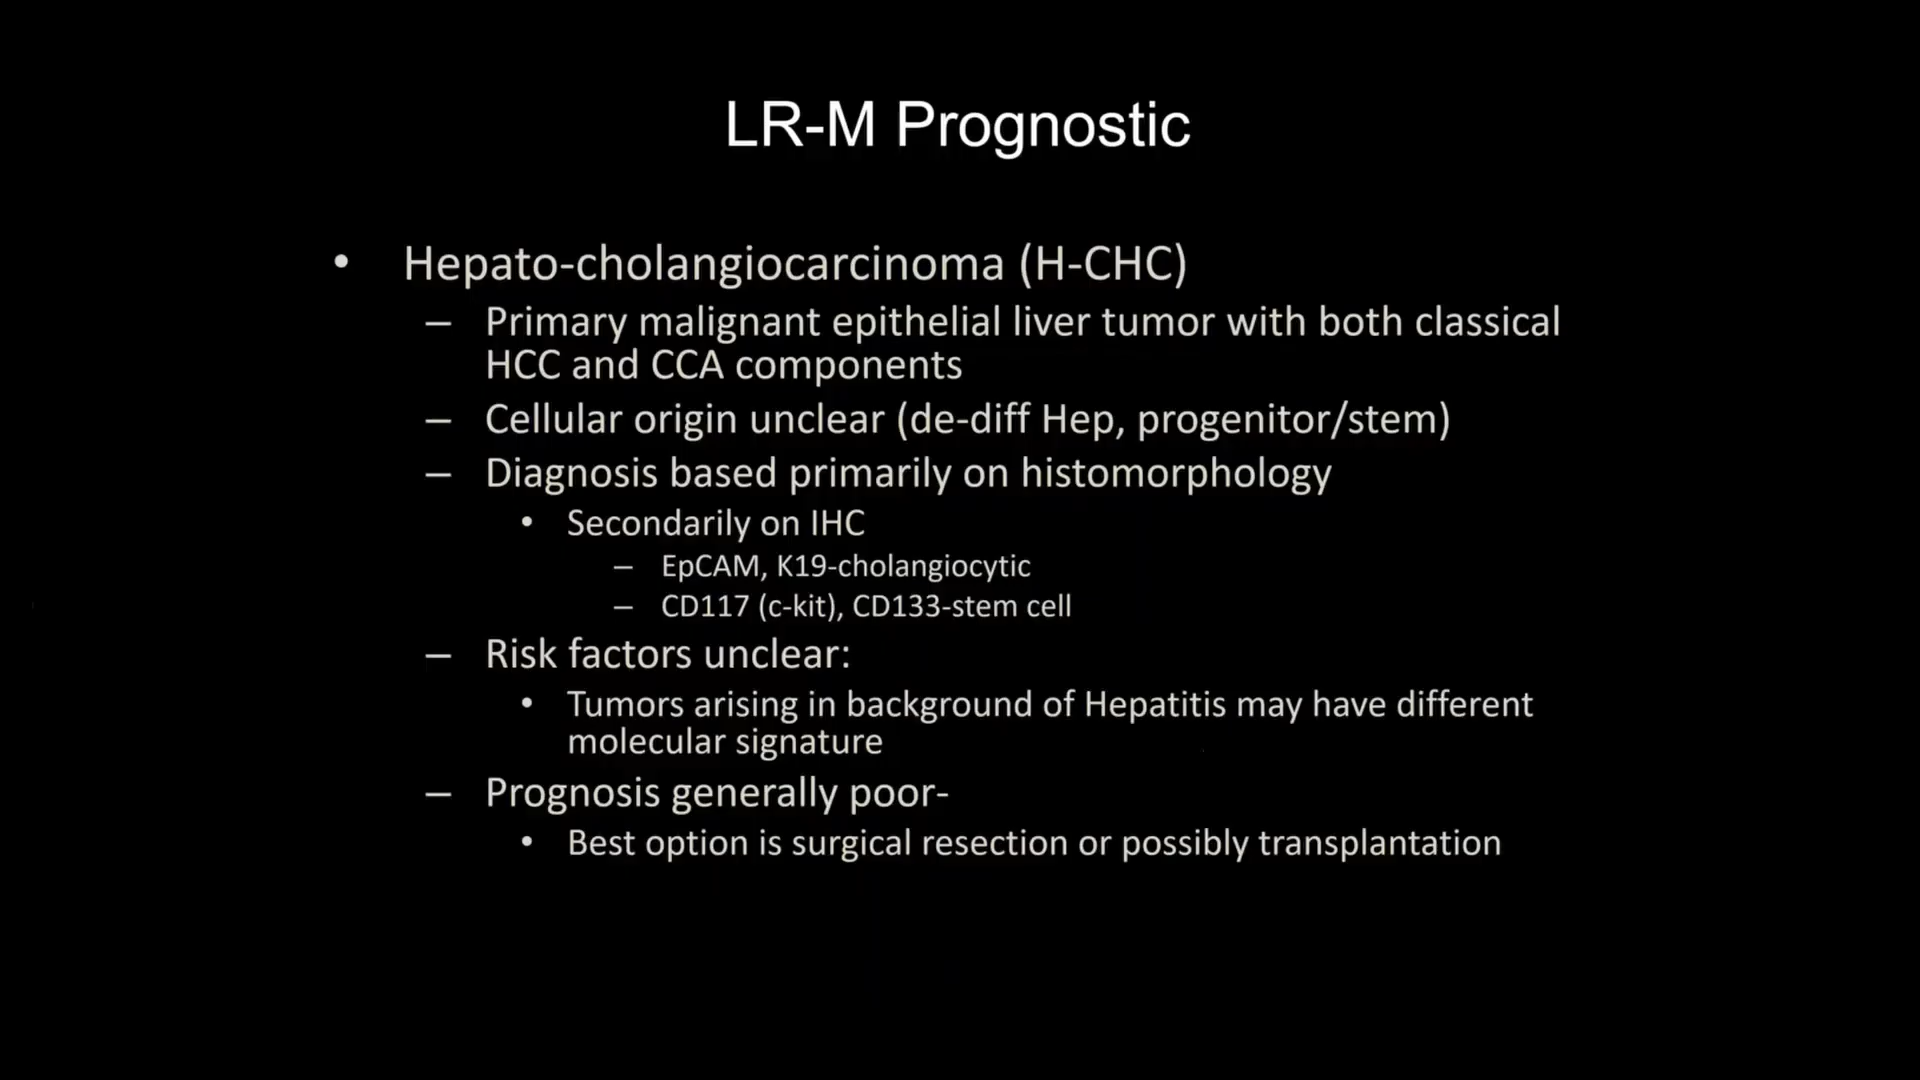 LR-M Prognostic
• Hepato-cholangiocarcinoma (H-CHC)
– Primary malignant epithelial liver tumor with both classical
HCC and CCA components
– Cellular origin unclear (de-diff Hep, progenitor/stem)
– Diagnosis based primarily on histomorphology
• Secondarily on IHC
– EpCAM, K19-cholangiocytic
– CD117 (c-kit), CD133-stem cell
– Risk factors unclear:
• Tumors arising in background of Hepatitis may have different
molecular signature
– Prognosis generally poor-
• Best option is surgical resection or possibly transplantation